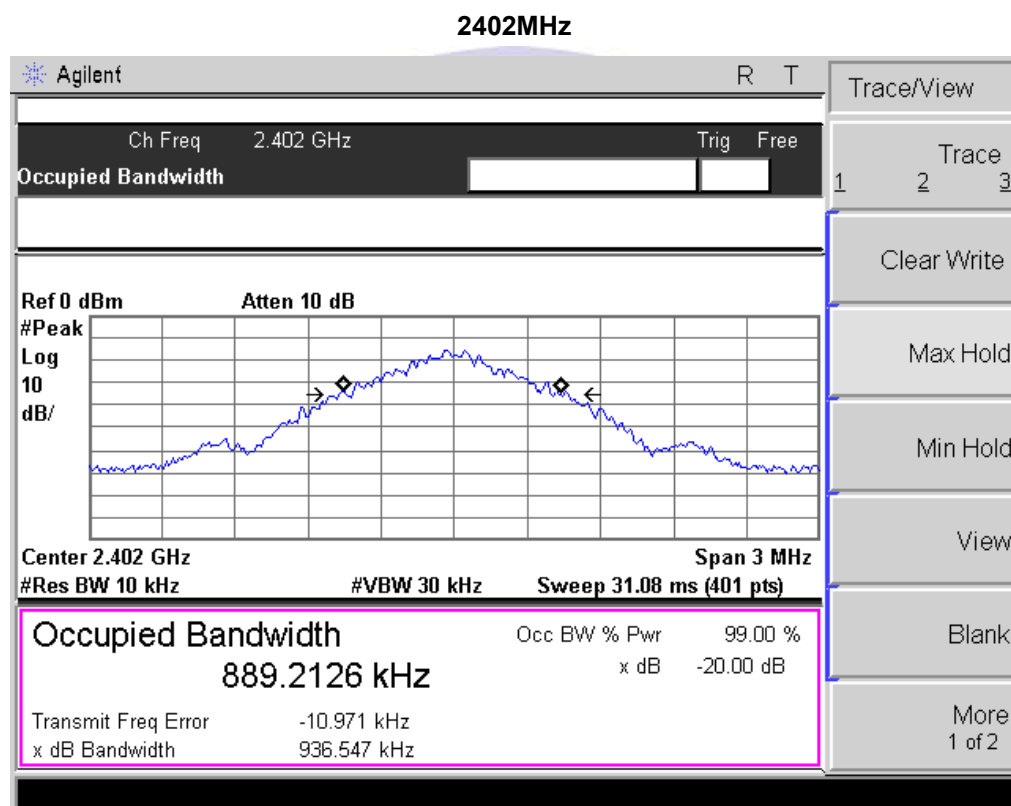 2402MHz
Agilent R T
Ch Freq 2.402 GHz Trig Free
Occupied Bandwidth
Ref 0 dBm Atten 10 dB
#Peak
Log
10
dB/
Center 2.402 GHz Span 3 MHz
#Res BW 10 kHz #VBW 30 kHz Sweep 31.08 ms (401 pts)
Occupied Bandwidth Occ BW % Pwr 99.00 %
889.2126 kHz x dB -20.00 dB
Transmit Freq Error -10.971 kHz
x dB Bandwidth 936.547 kHz
Trace/View
Trace
1 2 3
Clear Write
Max Hold
Min Hold
View
Blank
More
1 of 2